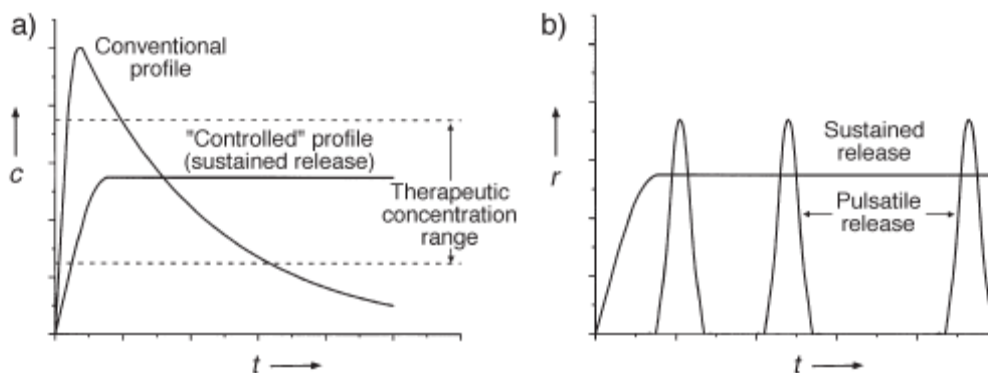 a)
Conventional
profile
"Controlled" profile
(sustained release)
Therapeutic
concentration
range
c
t
b)
Sustained
release
Pulsatile
release
r
t